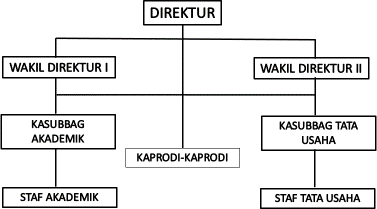 DIREKTUR
WAKIL DIREKTUR I
WAKIL DIREKTUR II
KASUBBAG
AKADEMIK
KASUBBAG TATA
USAHA
KAPRODI-KAPRODI
STAF AKADEMIK
STAF TATA USAHA